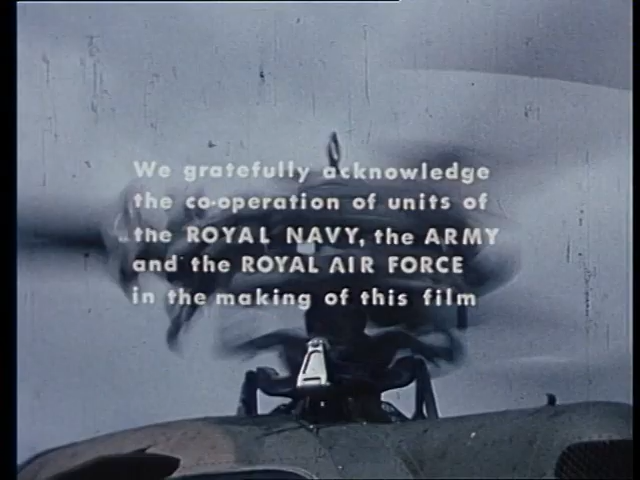 We gratefully acknowledge
the co-operation of units of
the ROYAL NAVY, the ARMY
and the ROYAL AIR FORCE
in the making of this film